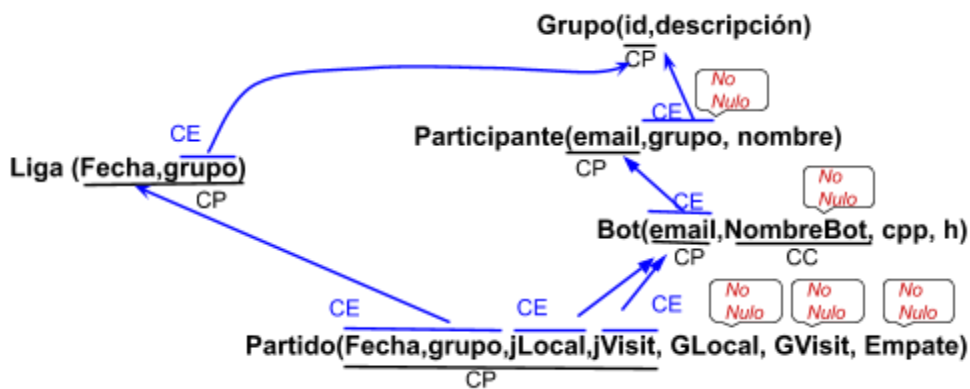 Grupo(id,descripción)
CP
No
Nulo
CE
CE
Participante(email,grupo, nombre)
Liga (Fecha,grupo)
CP
CP
No
Nulo
CE
Bot(email,NombreBot, cpp, h)
CP
CC
CE
CE
CE
No
Nulo
No
Nulo
No
Nulo
Partido(Fecha,grupo,jLocal,jVisit, GLocal, GVisit, Empate)
CP